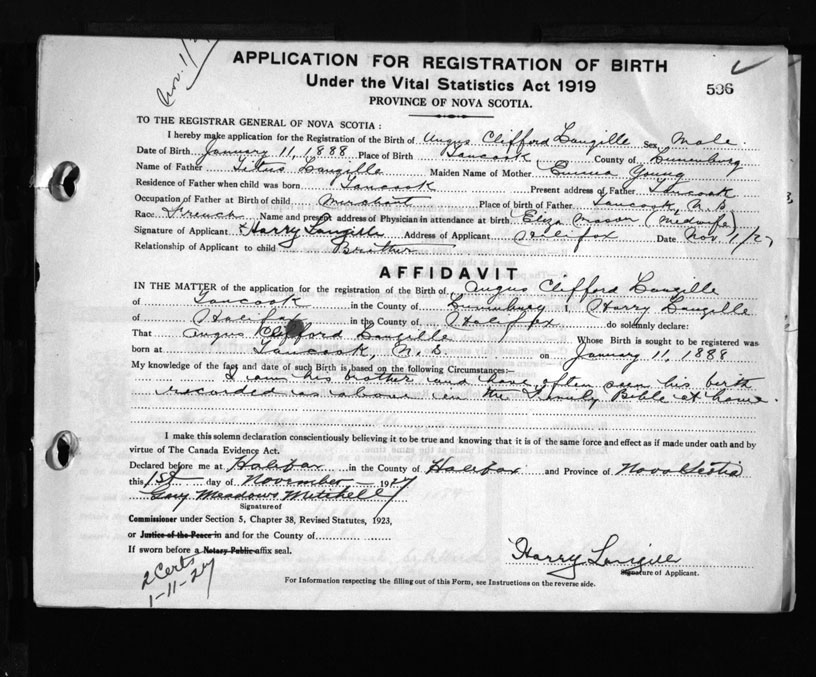 Nov. 1/27
APPLICATION FOR REGISTRATION OF BIRTH
Under the Vital Statistics Act 1919
596
PROVINCE OF NOVA SCOTIA.
TO THE REGISTRAR GENERAL OF NOVA SCOTIA :
I hereby make application for the Registration of the Birth of Angus Clifford Langille Sex Male.
Date of Birth January 11, 1888 Place of Birth Tancook County of Lunenburg
Name of Father Titus Langille Maiden Name of Mother Emma Young
Residence of Father when child was born Tancook Present address of Father Tancook
Occupation of Father at Birth of child Place of birth of Father Tancook, N.S.
Race French Name and present address of Physician in attendance at birth Eliza Mason (Midwife)
Signature of Applicant Harry Langille Address of Applicant Halifax Date Nov. 1/27
Relationship of Applicant to child Brother
AFFIDAVIT
IN THE MATTER of the application for the registration of the Birth of Angus Clifford Langille
of Tancook in the County of Lunenburg, I Harry Langille
of Halifax in the County of Halifax do solemnly declare:
That Angus Clifford Langille Whose Birth is sought to be registered was
born at Tancook, N.S. on January 11, 1888
My knowledge of the fact and date of such Birth is based on the following Circumstances:—
I am his brother and have often seen his birth
recorded as above in the Family Bible at home.
I make this solemn declaration conscientiously believing it to be true and knowing that it is of the same force and effect as if made under oath and by
virtue of The Canada Evidence Act.
Declared before me at Halifax in the County of Halifax and Province of Nova Scotia
this 1st day of November 1927
Meadows Mitchell
Signature of
Commissioner under Section 5, Chapter 38, Revised Statutes, 1923,
or Justice of the Peace in and for the County of
If sworn before a Notary Public affix seal.
Harry Langille
Signature of Applicant.
2 Certs
1-11-27
For Information respecting the filling out of this Form, see Instructions on the reverse side.